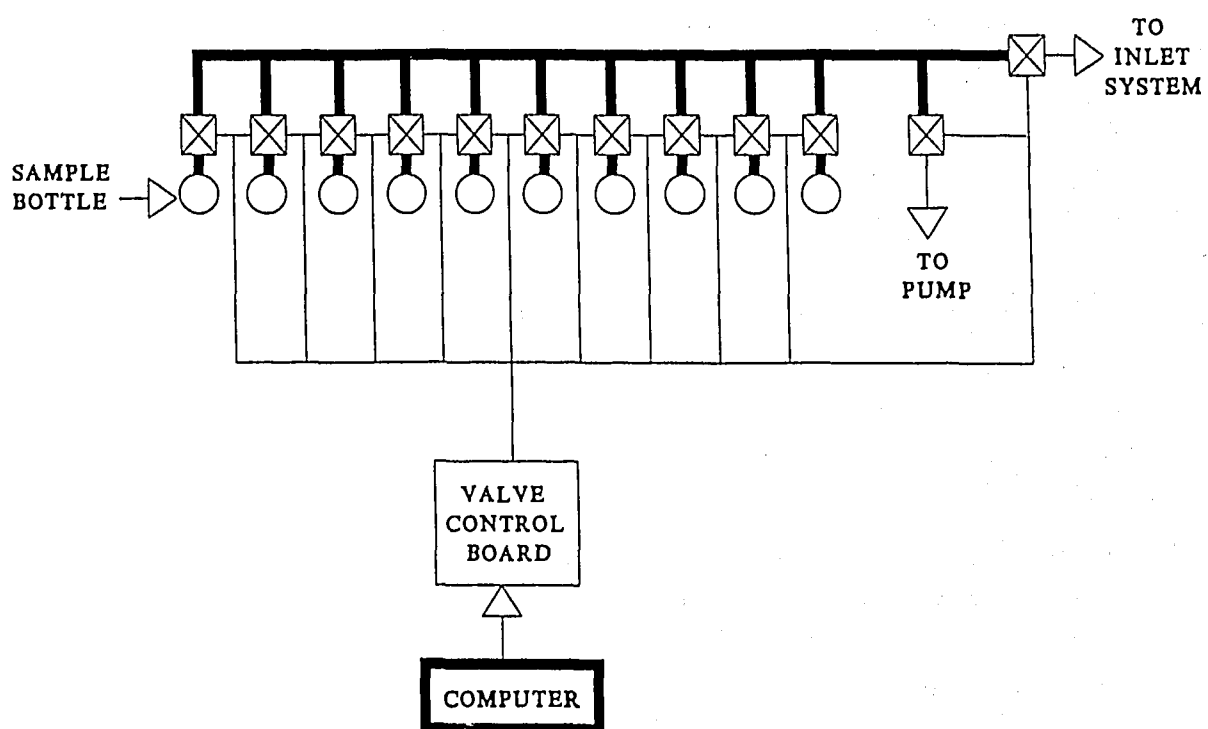 TO
INLET
SYSTEM
SAMPLE
BOTTLE
TO
PUMP
VALVE
CONTROL
BOARD
COMPUTER